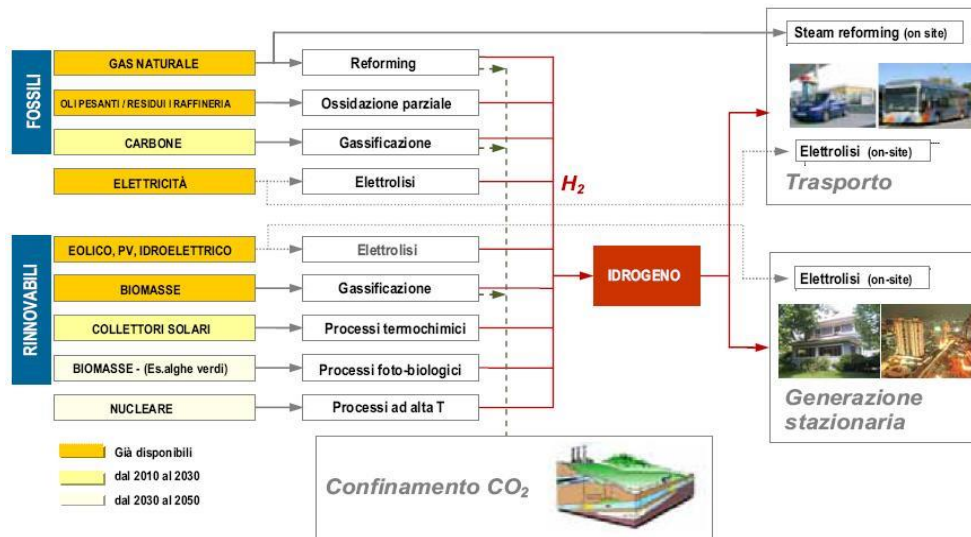 FOSSILI
GAS NATURALE
Reforming
OLI PESANTI / RESIDUI I RAFFINERIA
Ossidazione parziale
CARBONE
Gassificazione
ELETTRICITÀ
Elettrolisi
RINNOVABILI
EOLICO, PV, IDROELETTRICO
Elettrolisi
BIOMASSE
Gassificazione
COLLETTORI SOLARI
Processi termochimici
BIOMASSE - (Es.alghe verdi)
Processi foto-biologici
NUCLEARE
Processi ad alta T
H₂
IDROGENO
Steam reforming (on site)
Elettrolisi (on-site)
Trasporto
Elettrolisi (on-site)
Generazione
stazionaria
Già disponibili
dal 2010 al 2030
dal 2030 al 2050
Confinamento CO₂